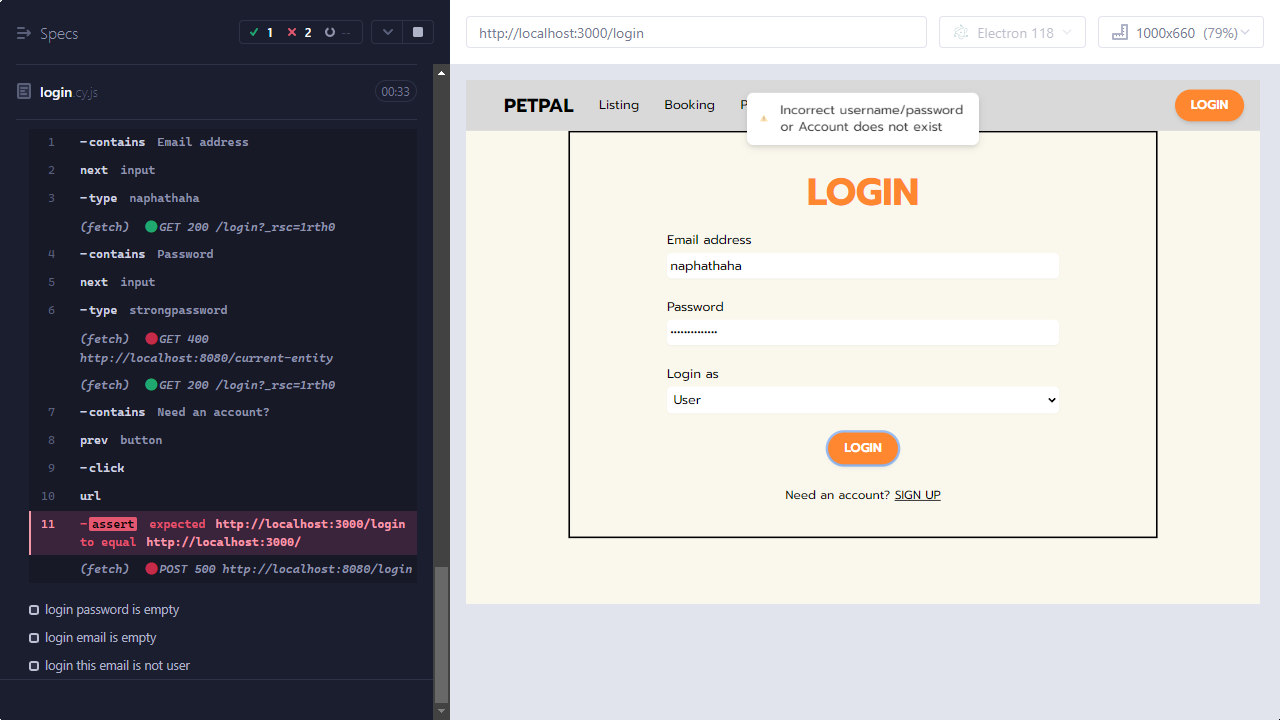 Specs
1
2
--
login.cy.js
00:33
1 -contains Email address
2 next input
3 -type naphathaha
(fetch) GET 200 /login?_rsc=1rth0
4 -contains Password
5 next input
6 -type strongpassword
(fetch) GET 400
http://localhost:8080/current-entity
(fetch) GET 200 /login?_rsc=1rth0
7 -contains Need an account?
8 prev button
9 -click
10 url
11 -assert expected http://localhost:3000/login
to equal http://localhost:3000/
(fetch) POST 500 http://localhost:8080/login
login password is empty
login email is empty
login this email is not user
http://localhost:3000/login
Electron 118
1000x660 (79%)
PETPAL Listing Booking P
Incorrect username/password
or Account does not exist
LOGIN
LOGIN
Email address
naphathaha
Password
••••••••••••••
Login as
User
LOGIN
Need an account? SIGN UP